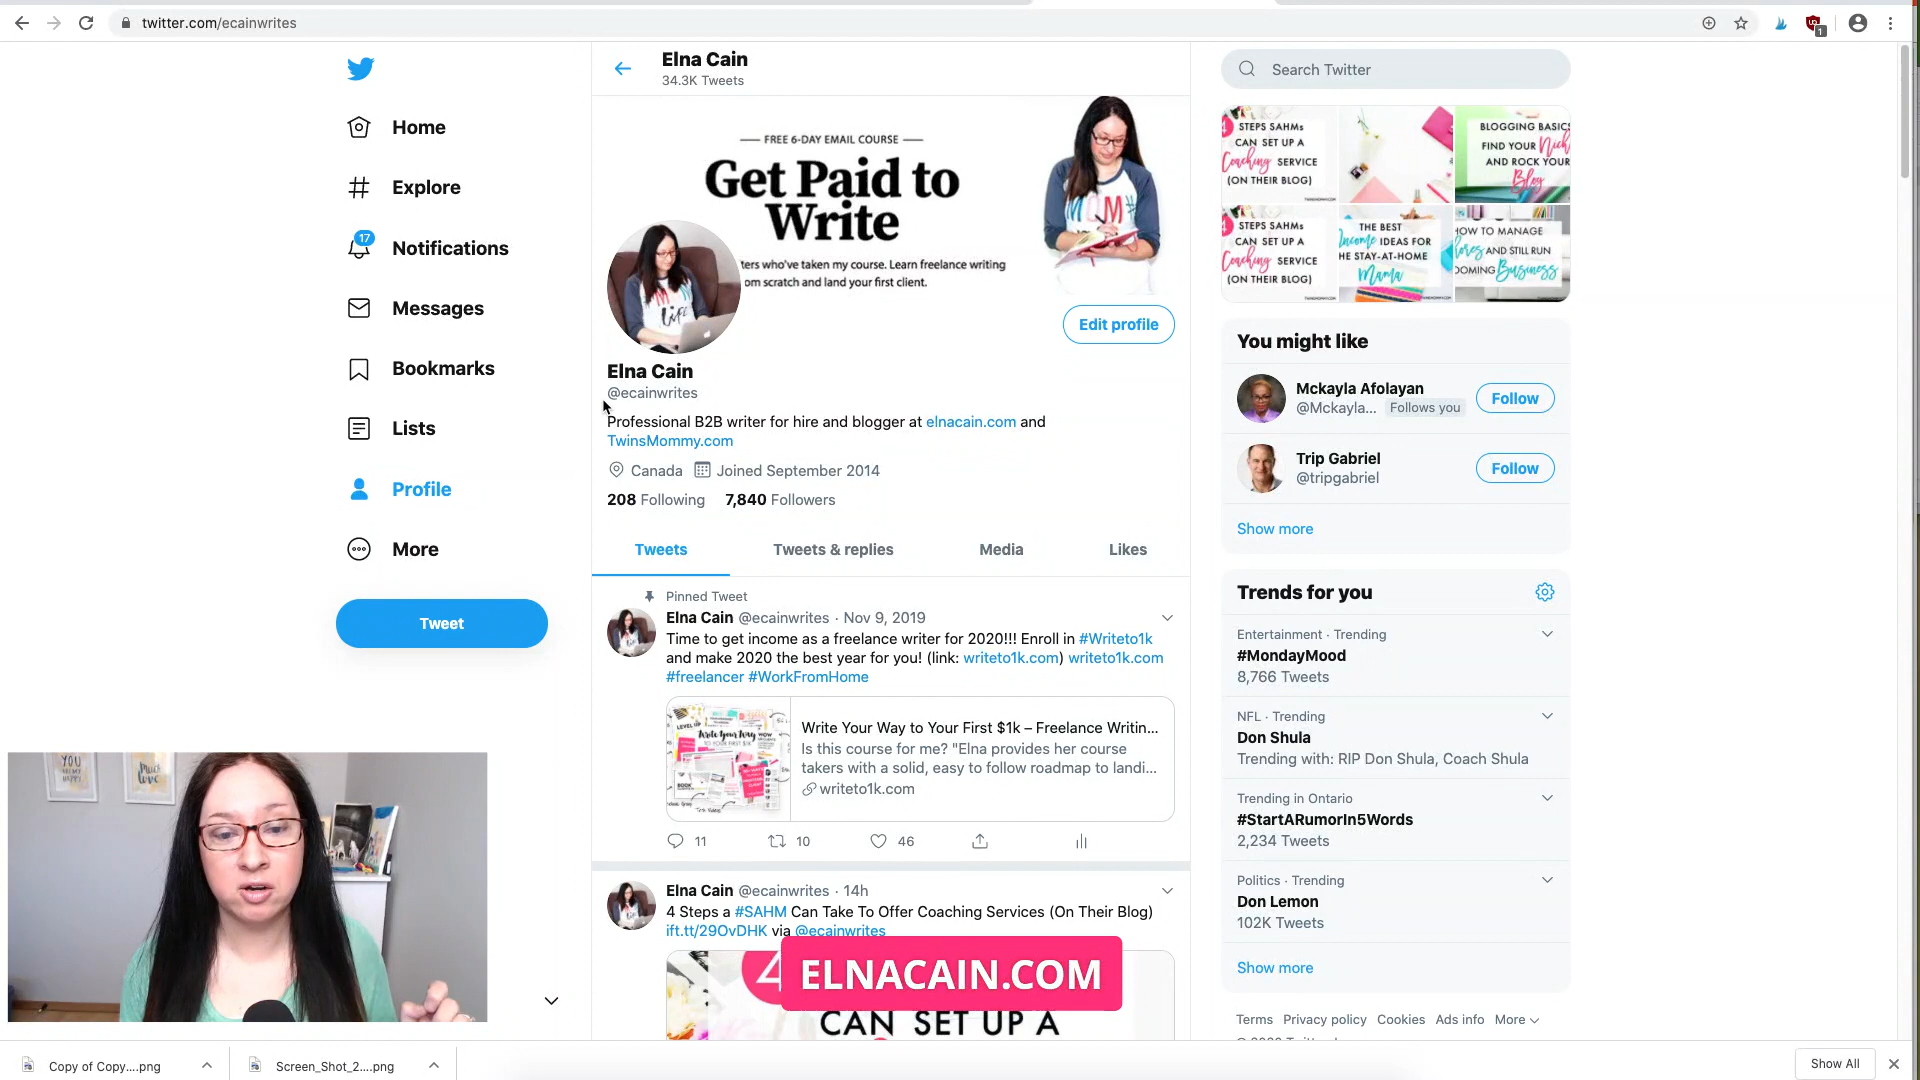 twitter.com/ecainwrites
Home
Explore
17
Notifications
Messages
Bookmarks
Lists
Profile
More
Tweet
Elna Cain
34.3K Tweets
FREE 6-DAY EMAIL COURSE
Get Paid to
Write
ters who've taken my course. Learn freelance writing
om scratch and land your first client.
Edit profile
Elna Cain
@ecainwrites
Professional B2B writer for hire and blogger at elnacain.com and
TwinsMommy.com
Canada Joined September 2014
208 Following 7,840 Followers
Tweets Tweets & replies Media Likes
Pinned Tweet
Elna Cain @ecainwrites · Nov 9, 2019
Time to get income as a freelance writer for 2020!!! Enroll in #Writeto1k
and make 2020 the best year for you! (link: writeto1k.com) writeto1k.com
#freelancer #WorkFromHome
Write Your Way to Your First $1k – Freelance Writin...
Is this course for me? "Elna provides her course
takers with a solid, easy to follow roadmap to landi...
writeto1k.com
11 10 46
Elna Cain @ecainwrites · 14h
4 Steps a #SAHM Can Take To Offer Coaching Services (On Their Blog)
ift.tt/29OvDHK via @ecainwrites
ELNACAIN.COM
CAN SET UP A
Search Twitter
4 STEPS SAHMs
CAN SET UP A
Coaching SERVICE
(ON THEIR BLOG)
BLOGGING BASICS
FIND YOUR Nich
AND ROCK YOUR
Blog
STEPS SAHMs
CAN SET UP A
Coaching SERVICE
(ON THEIR BLOG)
THE BEST
Income IDEAS FOR
HE STAY-AT-HOME
Mama
HOW TO MANAGE
ores AND STILL RUN
OOMING Business
You might like
Mckayla Afolayan
@Mckayla... Follows you
Follow
Trip Gabriel
@tripgabriel
Follow
Show more
Trends for you
Entertainment · Trending
#MondayMood
8,766 Tweets
NFL · Trending
Don Shula
Trending with: RIP Don Shula, Coach Shula
Trending in Ontario
#StartARumorIn5Words
2,234 Tweets
Politics · Trending
Don Lemon
102K Tweets
Show more
Terms Privacy policy Cookies Ads info More
Copy of Copy....png
Screen_Shot_2....png
Show All